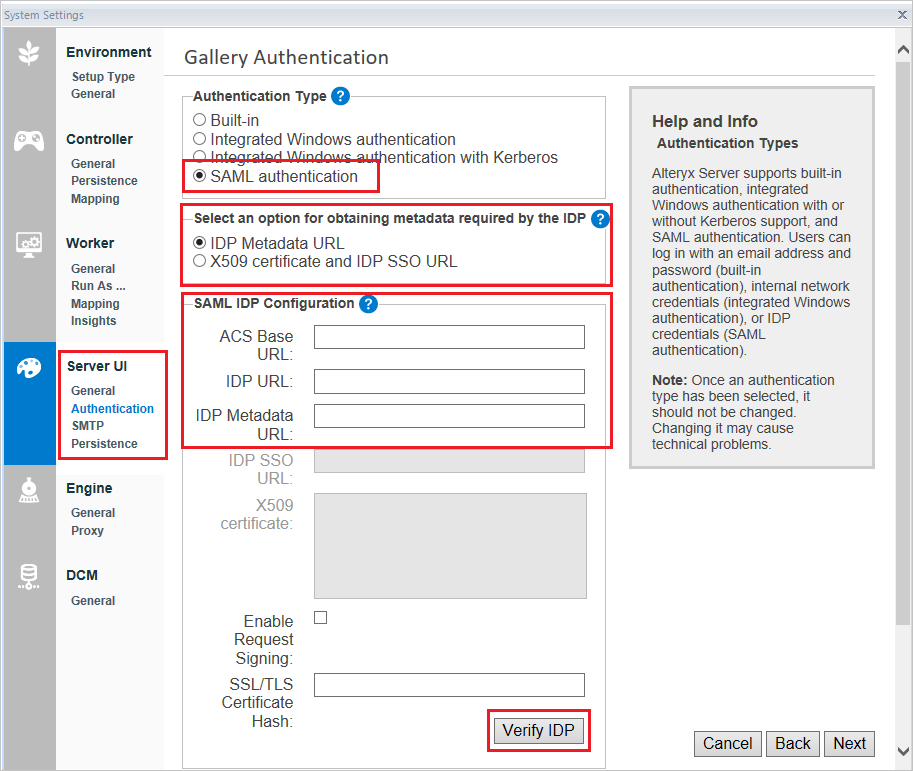 System Settings
Environment
Setup Type
General
Controller
General
Persistence
Mapping
Worker
General
Run As ...
Mapping
Insights
Server UI
General
Authentication
SMTP
Persistence
Engine
General
Proxy
DCM
General
Gallery Authentication
Authentication Type ?
Built-in
Integrated Windows authentication
Integrated Windows authentication with Kerberos
SAML authentication
Select an option for obtaining metadata required by the IDP ?
IDP Metadata URL
X509 certificate and IDP SSO URL
SAML IDP Configuration ?
ACS Base
URL:
IDP URL:
IDP Metadata
URL:
IDP SSO
URL:
X509
certificate:
Enable
Request
Signing:
SSL/TLS
Certificate
Hash:
Verify IDP
Help and Info
Authentication Types
Alteryx Server supports built-in
authentication, integrated
Windows authentication with or
without Kerberos support, and
SAML authentication. Users can
log in with an email address and
password (built-in
authentication), internal network
credentials (integrated Windows
authentication), or IDP
credentials (SAML
authentication).
Note: Once an authentication
type has been selected, it
should not be changed.
Changing it may cause
technical problems.
Cancel
Back
Next